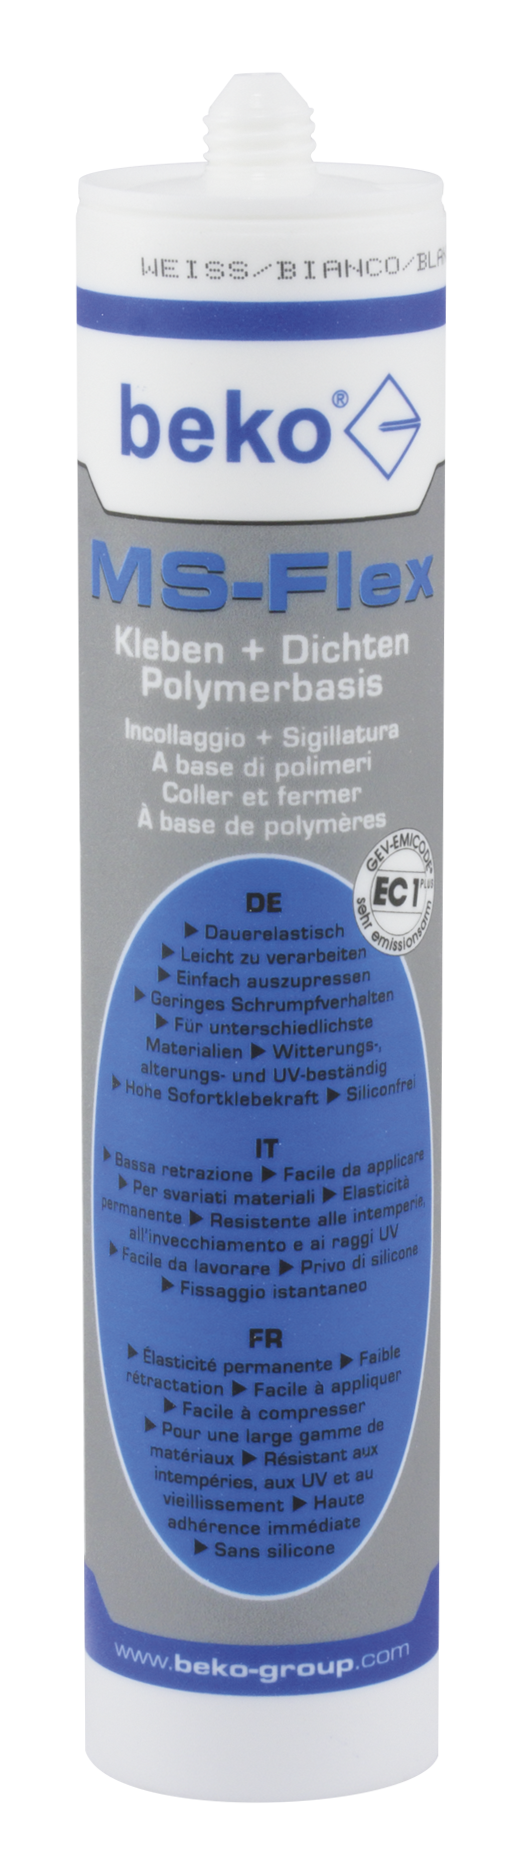 WEISS/BIANCO/BLAN
beko®
MS-Flex
Kleben + Dichten
Polymerbasis
Incollaggio + Sigillatura
A base di polimeri
Coller et fermer
À base de polymères
GEV-EMICODE®
EC 1 PLUS
sehr emissionsarm
DE
▶ Dauerelastisch
▶ Leicht zu verarbeiten
▶ Einfach auszupressen
▶ Geringes Schrumpfverhalten
▶ Für unterschiedlichste
Materialien ▶ Witterungs-,
alterungs- und UV-beständig
▶ Hohe Sofortklebekraft ▶ Siliconfrei
IT
▶ Bassa retrazione ▶ Facile da applicare
▶ Per svariati materiali ▶ Elasticità
permanente ▶ Resistente alle intemperie,
all'invecchiamento e ai raggi UV
▶ Facile da lavorare ▶ Privo di silicone
▶ Fissaggio istantaneo
FR
▶ Élasticité permanente ▶ Faible
rétractation ▶ Facile à appliquer
▶ Facile à compresser
▶ Pour une large gamme de
matériaux ▶ Résistant aux
intempéries, aux UV et au
vieillissement ▶ Haute
adhérence immédiate
▶ Sans silicone
www.beko-group.com